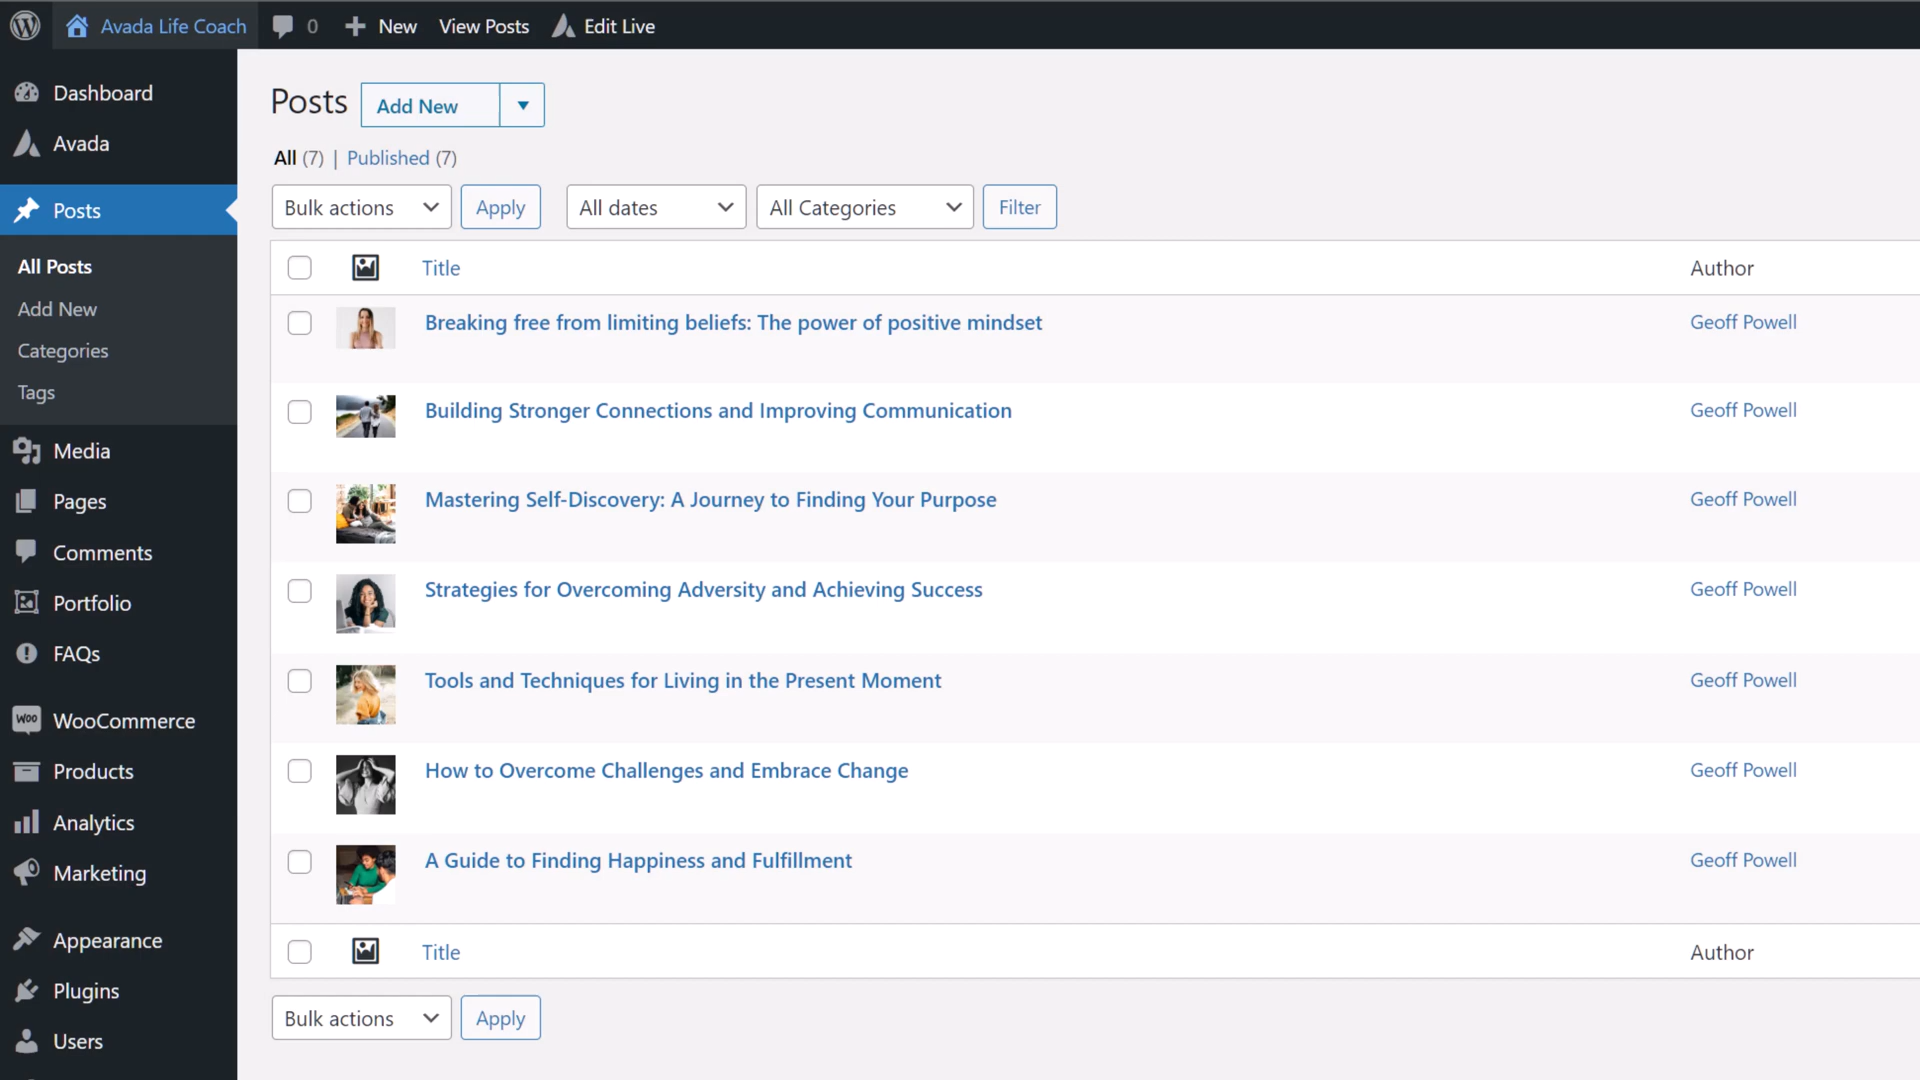 Avada Life Coach 0 New View Posts Edit Live
Dashboard
Avada
Posts
All Posts
Add New
Categories
Tags
Media
Pages
Comments
Portfolio
FAQs
WooCommerce
Products
Analytics
Marketing
Appearance
Plugins
Users
Posts Add New
All (7) | Published (7)
Bulk actions Apply All dates All Categories Filter
Title Author
Breaking free from limiting beliefs: The power of positive mindset Geoff Powell
Building Stronger Connections and Improving Communication Geoff Powell
Mastering Self-Discovery: A Journey to Finding Your Purpose Geoff Powell
Strategies for Overcoming Adversity and Achieving Success Geoff Powell
Tools and Techniques for Living in the Present Moment Geoff Powell
How to Overcome Challenges and Embrace Change Geoff Powell
A Guide to Finding Happiness and Fulfillment Geoff Powell
Title Author
Bulk actions Apply